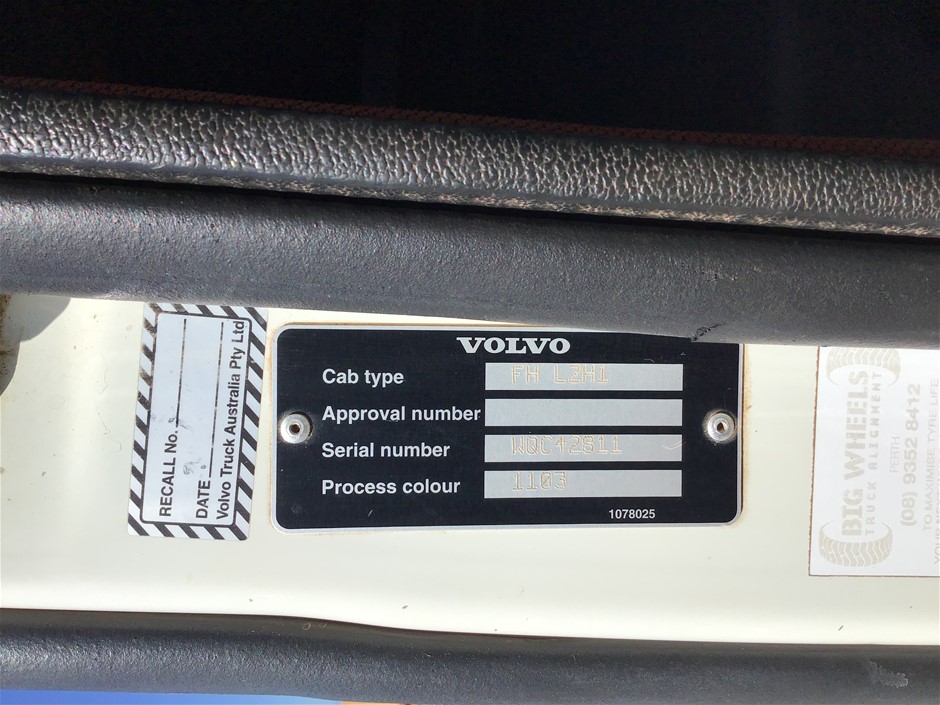 VOLVO
Cab type FH L2H1
Approval number
Serial number WQC42811
Process colour 1103
1078025
RECALL No.
DATE
Volvo Truck Australia Pty Ltd
BIG WHEELS
TRUCK ALIGNMENT
PERTH
(08) 9352 8412
TO MAXIMISE TYRE LIFE